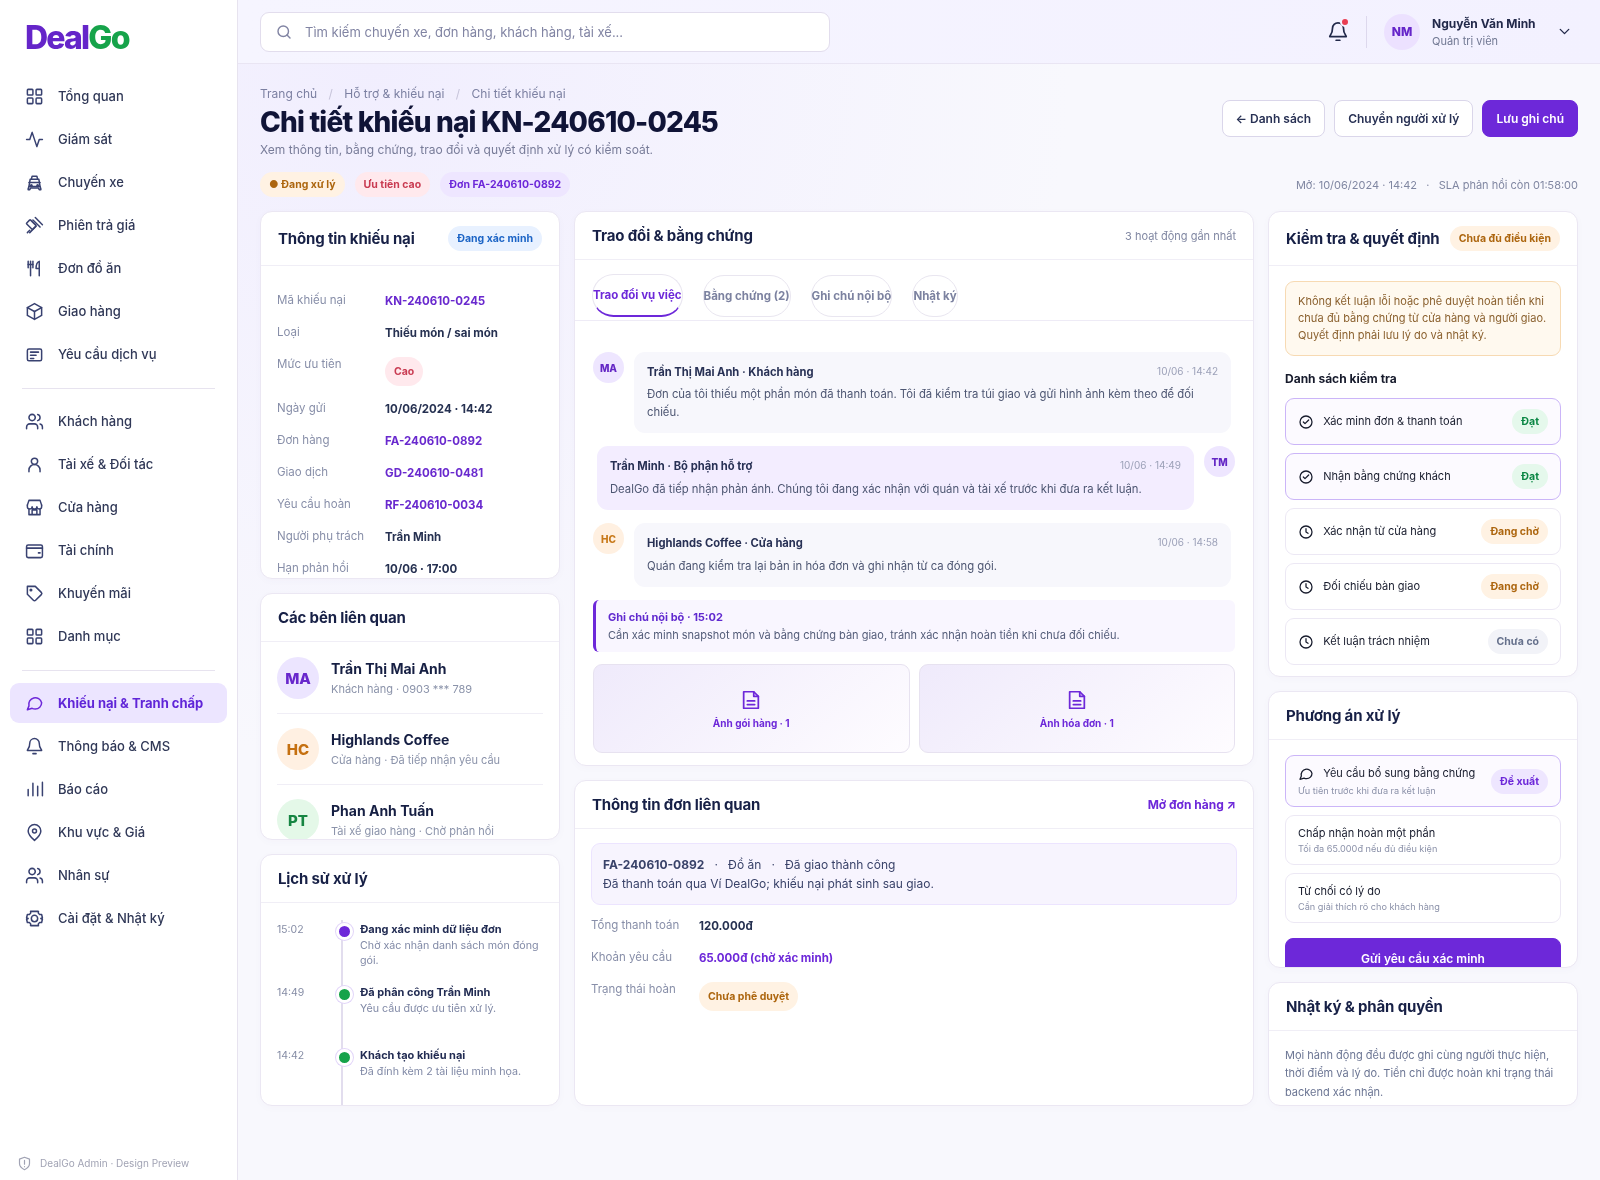 DealGo
Tổng quan
Giám sát
Chuyến xe
Phiên trả giá
Đơn đồ ăn
Giao hàng
Yêu cầu dịch vụ
Khách hàng
Tài xế & Đối tác
Cửa hàng
Tài chính
Khuyến mãi
Danh mục
Khiếu nại & Tranh chấp
Thông báo & CMS
Báo cáo
Khu vực & Giá
Nhân sự
Cài đặt & Nhật ký
DealGo Admin · Design Preview
Tìm kiếm chuyến xe, đơn hàng, khách hàng, tài xế...
NM
Nguyễn Văn Minh
Quản trị viên
Trang chủ / Hỗ trợ & khiếu nại / Chi tiết khiếu nại
Chi tiết khiếu nại KN-240610-0245
Xem thông tin, bằng chứng, trao đổi và quyết định xử lý có kiểm soát.
← Danh sách
Chuyển người xử lý
Lưu ghi chú
Đang xử lý
Ưu tiên cao
Đơn FA-240610-0892
Mở: 10/06/2024 · 14:42 · SLA phản hồi còn 01:58:00
Thông tin khiếu nại
Đang xác minh
Mã khiếu nại KN-240610-0245
Loại Thiếu món / sai món
Mức ưu tiên Cao
Ngày gửi 10/06/2024 · 14:42
Đơn hàng FA-240610-0892
Giao dịch GD-240610-0481
Yêu cầu hoàn RF-240610-0034
Người phụ trách Trần Minh
Hạn phản hồi 10/06 · 17:00
Các bên liên quan
MA
Trần Thị Mai Anh
Khách hàng · 0903 *** 789
HC
Highlands Coffee
Cửa hàng · Đã tiếp nhận yêu cầu
PT
Phan Anh Tuấn
Tài xế giao hàng · Chờ phản hồi
Lịch sử xử lý
15:02 Đang xác minh dữ liệu đơn
Chờ xác nhận danh sách món đóng
gói.
14:49 Đã phân công Trần Minh
Yêu cầu được ưu tiên xử lý.
14:42 Khách tạo khiếu nại
Đã đính kèm 2 tài liệu minh họa.
Trao đổi & bằng chứng
3 hoạt động gần nhất
Trao đổi vụ việc
Bằng chứng (2)
Ghi chú nội bộ
Nhật ký
MA
Trần Thị Mai Anh · Khách hàng 10/06 · 14:42
Đơn của tôi thiếu một phần món đã thanh toán. Tôi đã kiểm tra túi giao và gửi hình ảnh kèm theo để đối
chiếu.
Trần Minh · Bộ phận hỗ trợ 10/06 · 14:49
TM
DealGo đã tiếp nhận phản ánh. Chúng tôi đang xác nhận với quán và tài xế trước khi đưa ra kết luận.
HC
Highlands Coffee · Cửa hàng 10/06 · 14:58
Quán đang kiểm tra lại bản in hóa đơn và ghi nhận từ ca đóng gói.
Ghi chú nội bộ · 15:02
Cần xác minh snapshot món và bằng chứng bàn giao, tránh xác nhận hoàn tiền khi chưa đối chiếu.
Ảnh gói hàng · 1
Ảnh hóa đơn · 1
Thông tin đơn liên quan
Mở đơn hàng ↗
FA-240610-0892 · Đồ ăn · Đã giao thành công
Đã thanh toán qua Ví DealGo; khiếu nại phát sinh sau giao.
Tổng thanh toán 120.000đ
Khoản yêu cầu 65.000đ (chờ xác minh)
Trạng thái hoàn Chưa phê duyệt
Kiểm tra & quyết định
Chưa đủ điều kiện
Không kết luận lỗi hoặc phê duyệt hoàn tiền khi
chưa đủ bằng chứng từ cửa hàng và người giao.
Quyết định phải lưu lý do và nhật ký.
Danh sách kiểm tra
Xác minh đơn & thanh toán Đạt
Nhận bằng chứng khách Đạt
Xác nhận từ cửa hàng Đang chờ
Đối chiếu bàn giao Đang chờ
Kết luận trách nhiệm Chưa có
Phương án xử lý
Yêu cầu bổ sung bằng chứng
Ưu tiên trước khi đưa ra kết luận
Đề xuất
Chấp nhận hoàn một phần
Tối đa 65.000đ nếu đủ điều kiện
Từ chối có lý do
Cần giải thích rõ cho khách hàng
Gửi yêu cầu xác minh
Nhật ký & phân quyền
Mọi hành động đều được ghi cùng người thực hiện,
thời điểm và lý do. Tiền chỉ được hoàn khi trạng thái
backend xác nhận.